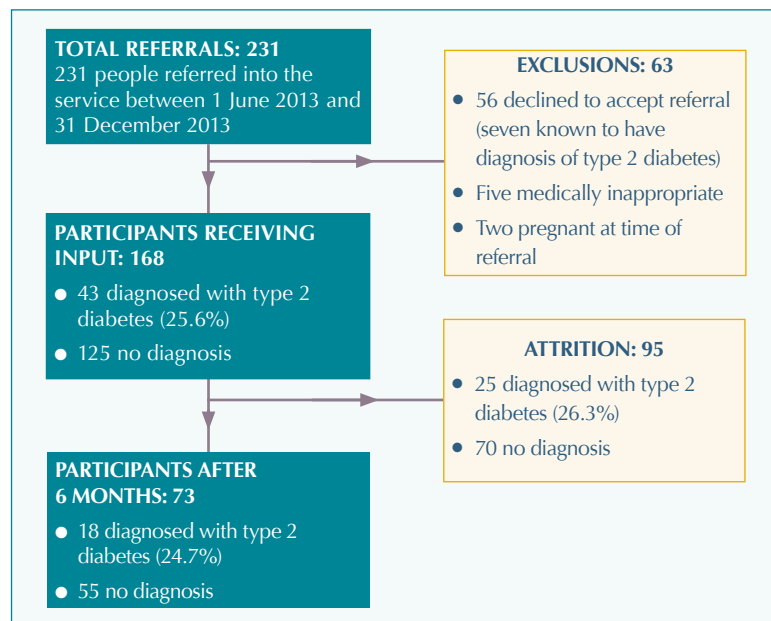 TOTAL REFERRALS: 231
231 people referred into the
service between 1 June 2013 and
31 December 2013
EXCLUSIONS: 63
● 56 declined to accept referral
(seven known to have
diagnosis of type 2 diabetes)
● Five medically inappropriate
● Two pregnant at time of
referral
PARTICIPANTS RECEIVING
INPUT: 168
● 43 diagnosed with type 2
diabetes (25.6%)
● 125 no diagnosis
ATTRITION: 95
● 25 diagnosed with type 2
diabetes (26.3%)
● 70 no diagnosis
PARTICIPANTS AFTER
6 MONTHS: 73
● 18 diagnosed with type 2
diabetes (24.7%)
● 55 no diagnosis